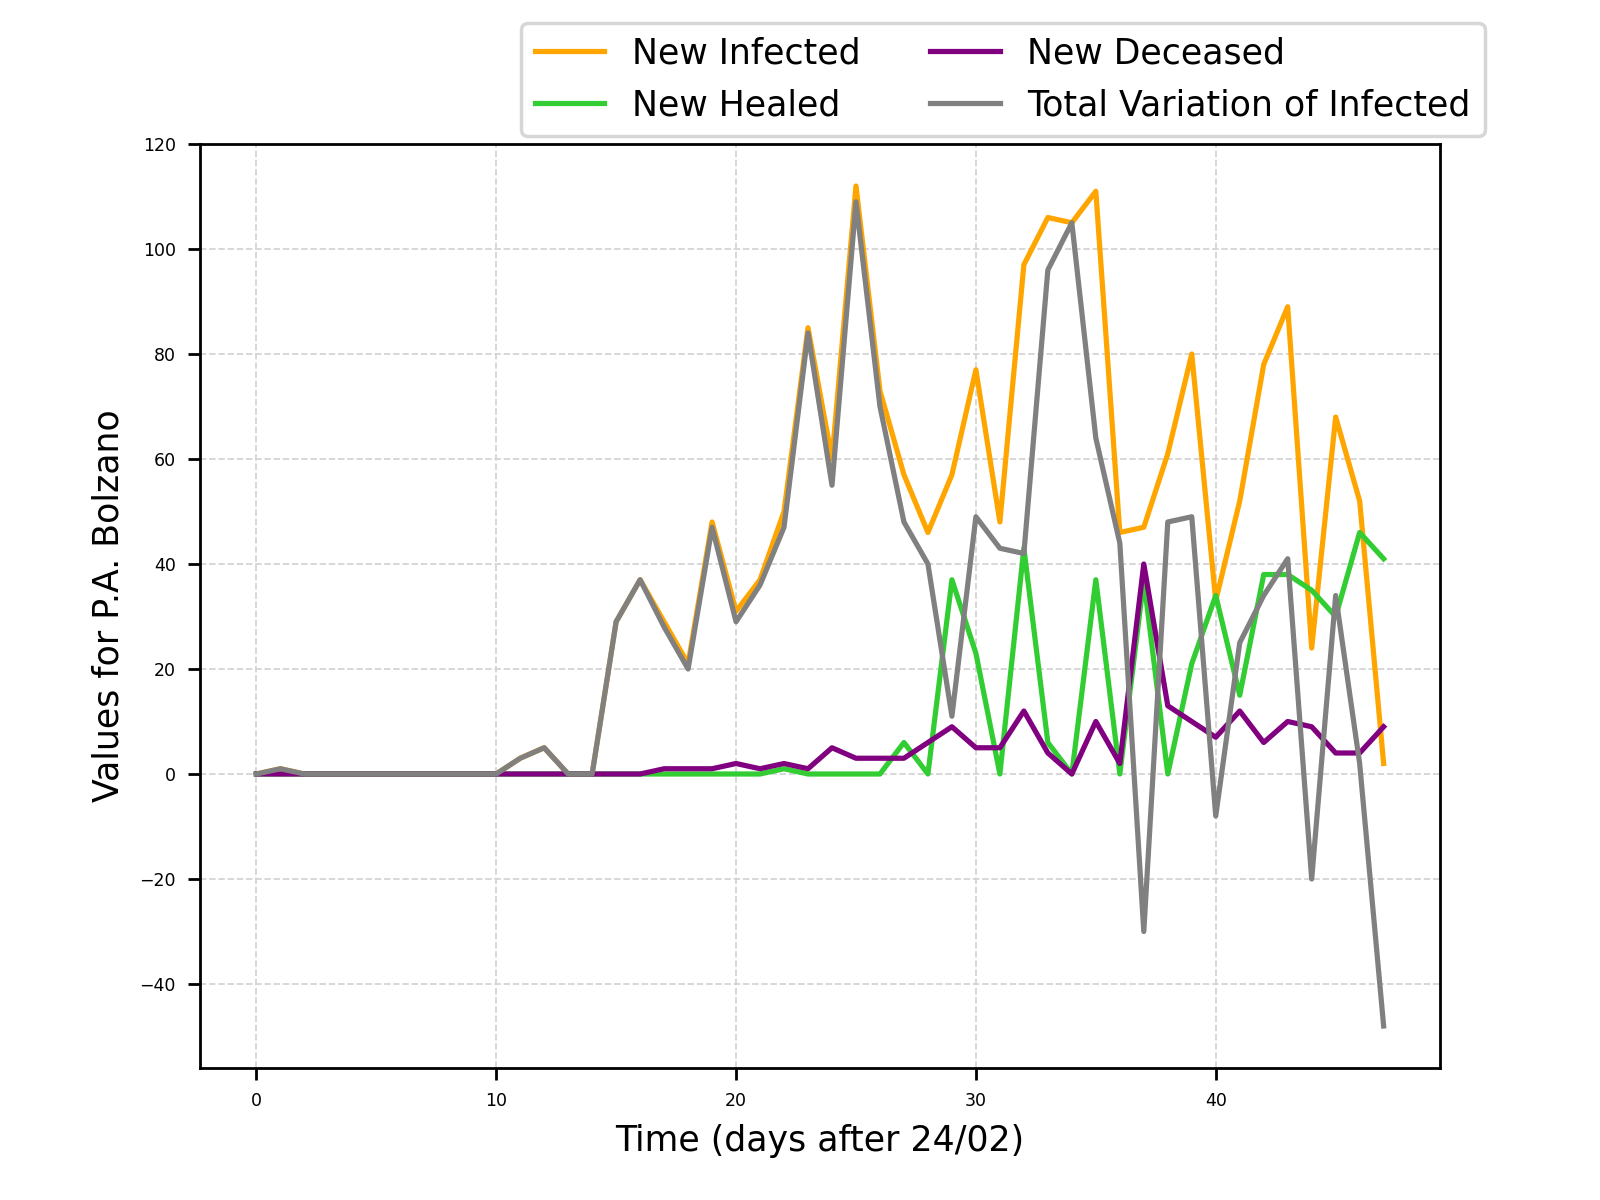 New Infected
New Healed
New Deceased
Total Variation of Infected
120
100
80
60
40
20
0
−20
−40
Values for P.A. Bolzano
0 10 20 30 40
Time (days after 24/02)